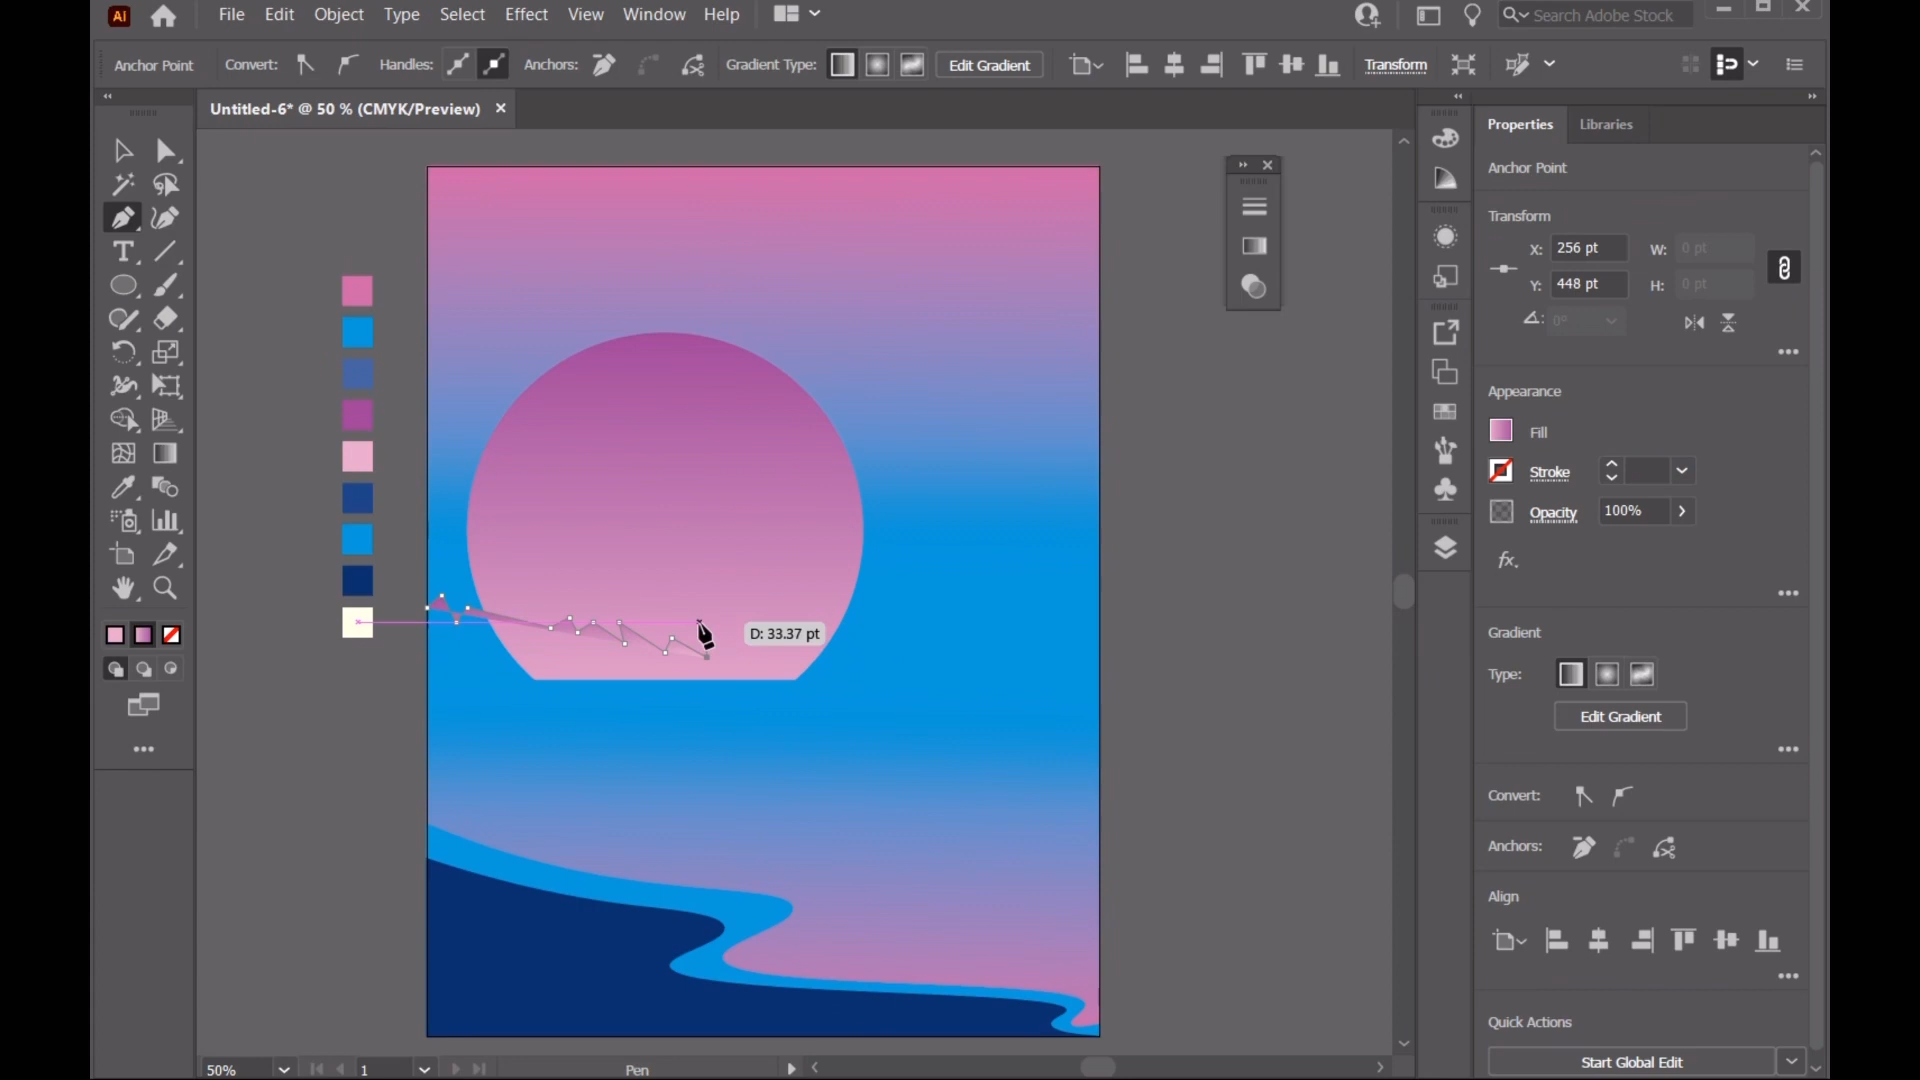 Ai File Edit Object Type Select Effect View Window Help Search Adobe Stock
Anchor Point Convert: Handles: Anchors: Gradient Type: Edit Gradient Transform
Untitled-6* @ 50 % (CMYK/Preview)
Properties Libraries
Anchor Point
Transform
X: 256 pt W: 0 pt
Y: 448 pt H: 0 pt
0°
Appearance
Fill
Stroke
Opacity 100%
fx.
Gradient
Type:
Edit Gradient
D: 33.37 pt
Convert:
Anchors:
Align
Quick Actions
Start Global Edit
50% 1 Pen